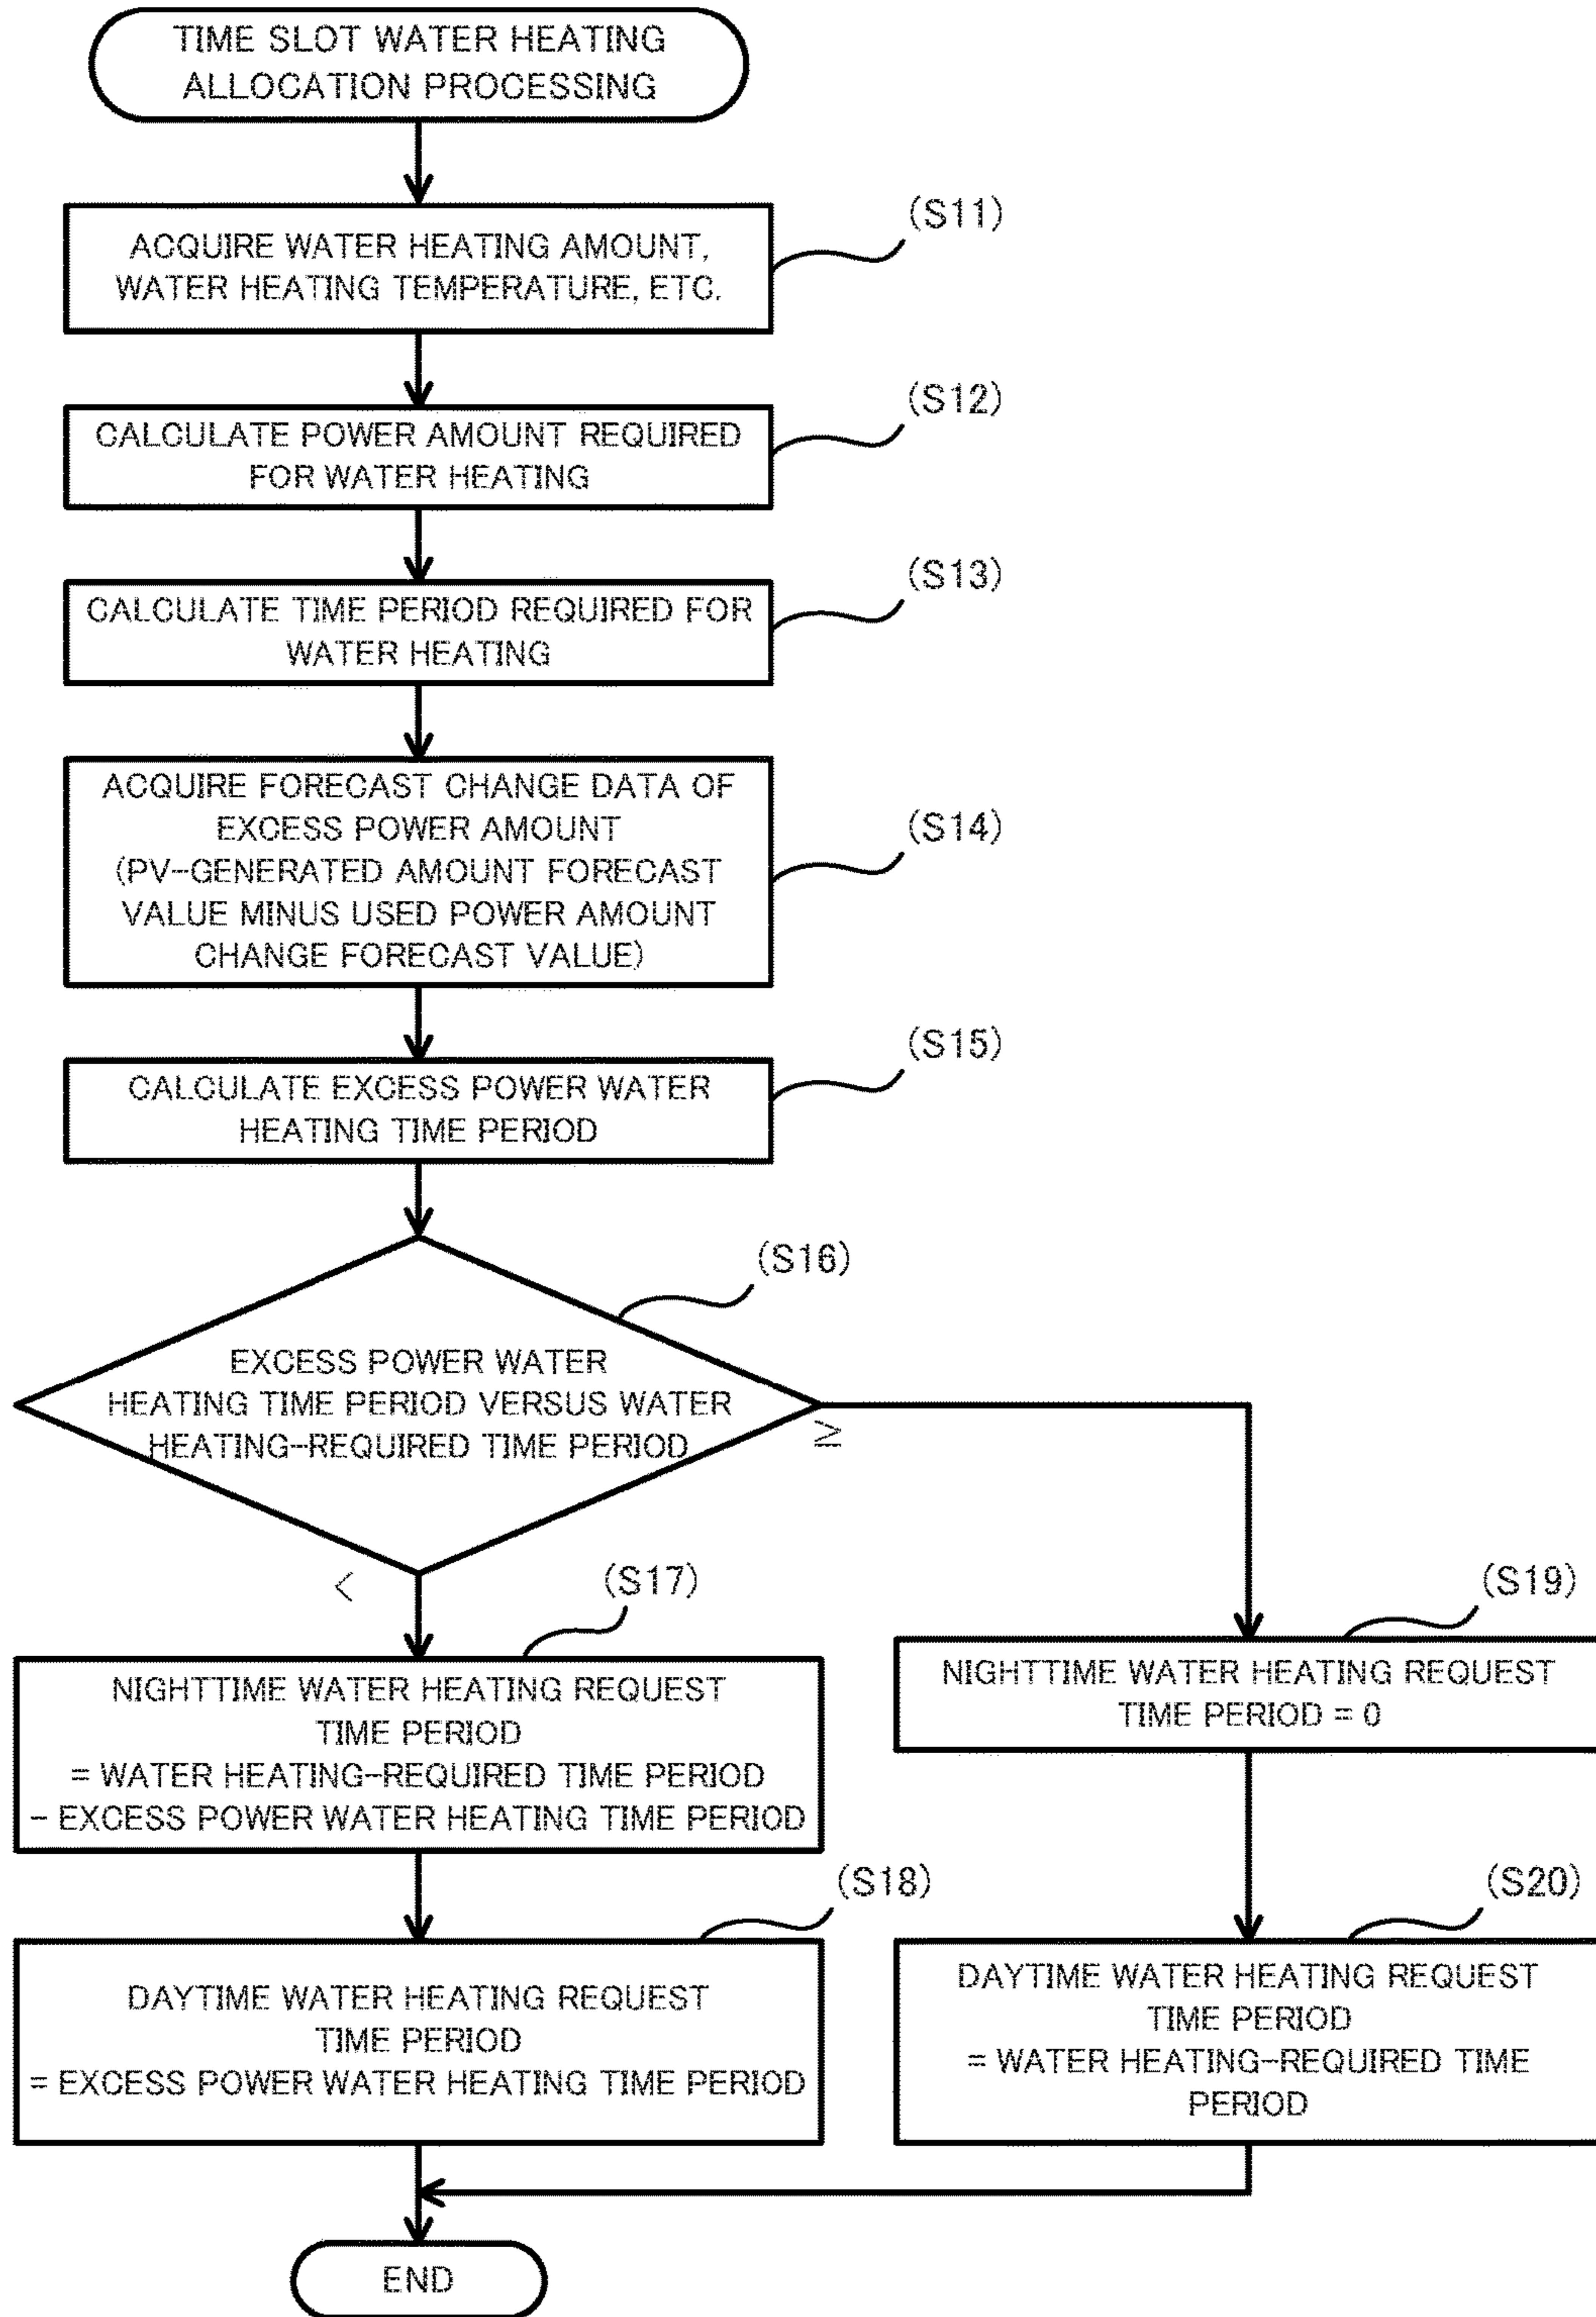 TIME SLOT WATER HEATING
ALLOCATION PROCESSING
(S11)
ACQUIRE WATER HEATING AMOUNT,
WATER HEATING TEMPERATURE, ETC.
(S12)
CALCULATE POWER AMOUNT REQUIRED
FOR WATER HEATING
(S13)
CALCULATE TIME PERIOD REQUIRED FOR
WATER HEATING
(S14)
ACQUIRE FORECAST CHANGE DATA OF
EXCESS POWER AMOUNT
(PV-GENERATED AMOUNT FORECAST
VALUE MINUS USED POWER AMOUNT
CHANGE FORECAST VALUE)
(S15)
CALCULATE EXCESS POWER WATER
HEATING TIME PERIOD
(S16)
EXCESS POWER WATER
HEATING TIME PERIOD VERSUS WATER
HEATING-REQUIRED TIME PERIOD
≥
<
(S17)
NIGHTTIME WATER HEATING REQUEST
TIME PERIOD
= WATER HEATING-REQUIRED TIME PERIOD
- EXCESS POWER WATER HEATING TIME PERIOD
(S18)
DAYTIME WATER HEATING REQUEST
TIME PERIOD
= EXCESS POWER WATER HEATING TIME PERIOD
(S19)
NIGHTTIME WATER HEATING REQUEST
TIME PERIOD = 0
(S20)
DAYTIME WATER HEATING REQUEST
TIME PERIOD
= WATER HEATING-REQUIRED TIME
PERIOD
END